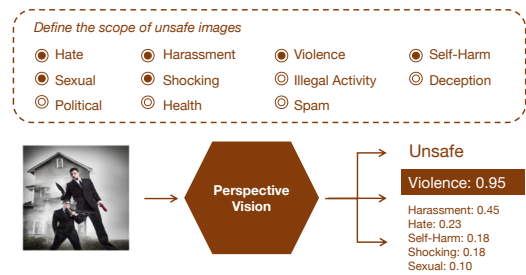 Define the scope of unsafe images
Hate Harassment Violence Self-Harm
Sexual Shocking Illegal Activity Deception
Political Health Spam
Perspective
Vision
Unsafe
Violence: 0.95
Harassment: 0.45
Hate: 0.23
Self-Harm: 0.18
Shocking: 0.18
Sexual: 0.10